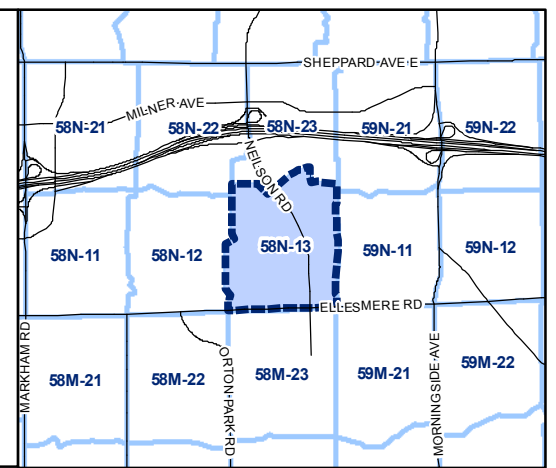 SHEPPARD AVE E
MILNER AVE
58N-21
58N-22
58N-23
59N-21
59N-22
NEILSON RD
58N-11
58N-12
58N-13
59N-11
59N-12
ELLESMERE RD
MARKHAM RD
ORTON PARK RD
MORNINGSIDE AVE
58M-21
58M-22
58M-23
59M-21
59M-22